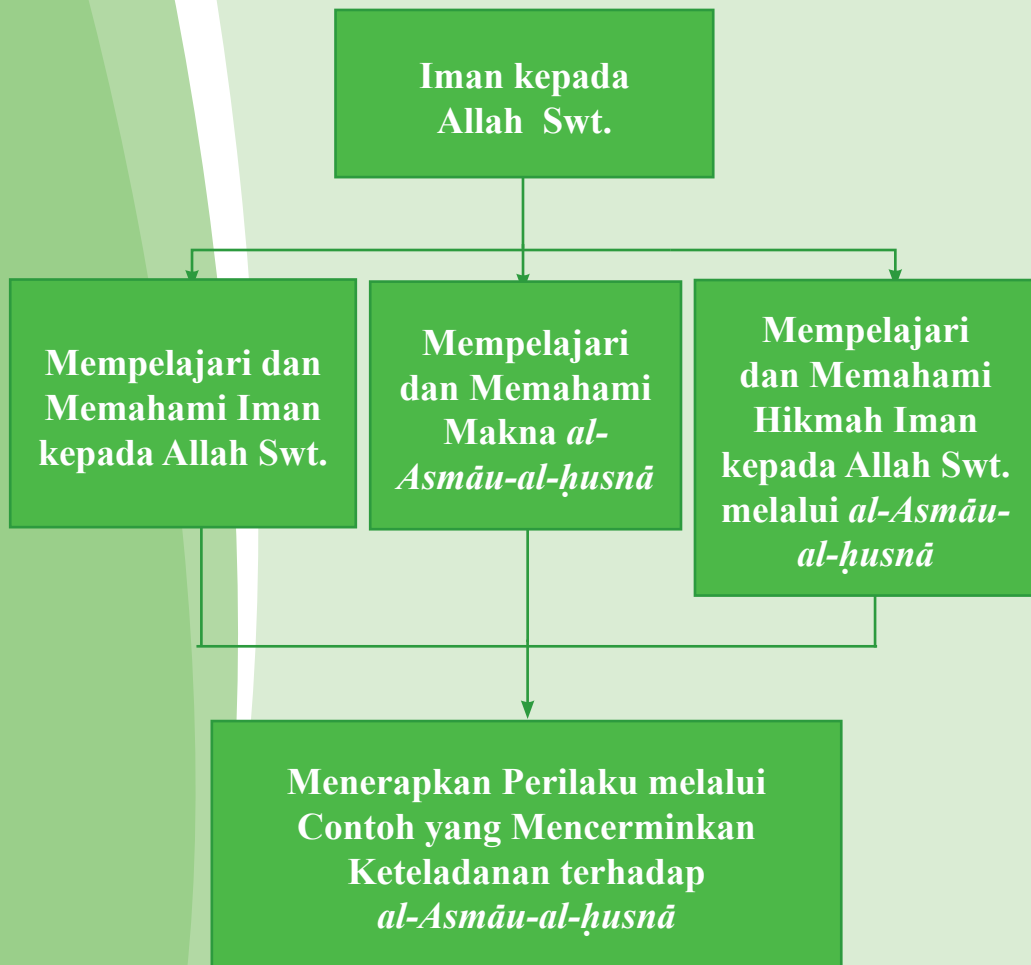 Iman kepada
Allah Swt.
Mempelajari dan
Memahami Iman
kepada Allah Swt.
Mempelajari
dan Memahami
Makna al-
Asmāu-al-ḥusnā
Mempelajari
dan Memahami
Hikmah Iman
kepada Allah Swt.
melalui al-Asmāu-
al-ḥusnā
Menerapkan Perilaku melalui
Contoh yang Mencerminkan
Keteladanan terhadap
al-Asmāu-al-ḥusnā